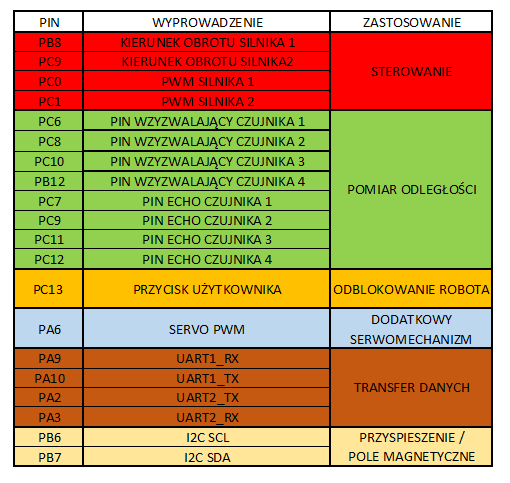 PIN WYPROWADZENIE ZASTOSOWANIE
PB8 KIERUNEK OBROTU SILNIKA 1
PC9 KIERUNEK OBROTU SILNIKA2
STEROWANIE
PC0 PWM SILNIKA 1
PC1 PWM SILNIKA 2
PC6 PIN WZYZWALAJĄCY CZUJNIKA 1
PC8 PIN WZYZWALAJĄCY CZUJNIKA 2
PC10 PIN WZYZWALAJĄCY CZUJNIKA 3
PB12 PIN WZYZWALAJĄCY CZUJNIKA 4
POMIAR ODLEGŁOŚCI
PC7 PIN ECHO CZUJNIKA 1
PC9 PIN ECHO CZUJNIKA 2
PC11 PIN ECHO CZUJNIKA 3
PC12 PIN ECHO CZUJNIKA 4
PC13 PRZYCISK UŻYTKOWNIKA ODBLOKOWANIE ROBOTA
PA6 SERVO PWM DODATKOWY
SERWOMECHANIZM
PA9 UART1_RX
PA10 UART1_TX
TRANSFER DANYCH
PA2 UART2_TX
PA3 UART2_RX
PB6 I2C SCL PRZYSPIESZENIE /
PB7 I2C SDA POLE MAGNETYCZNE